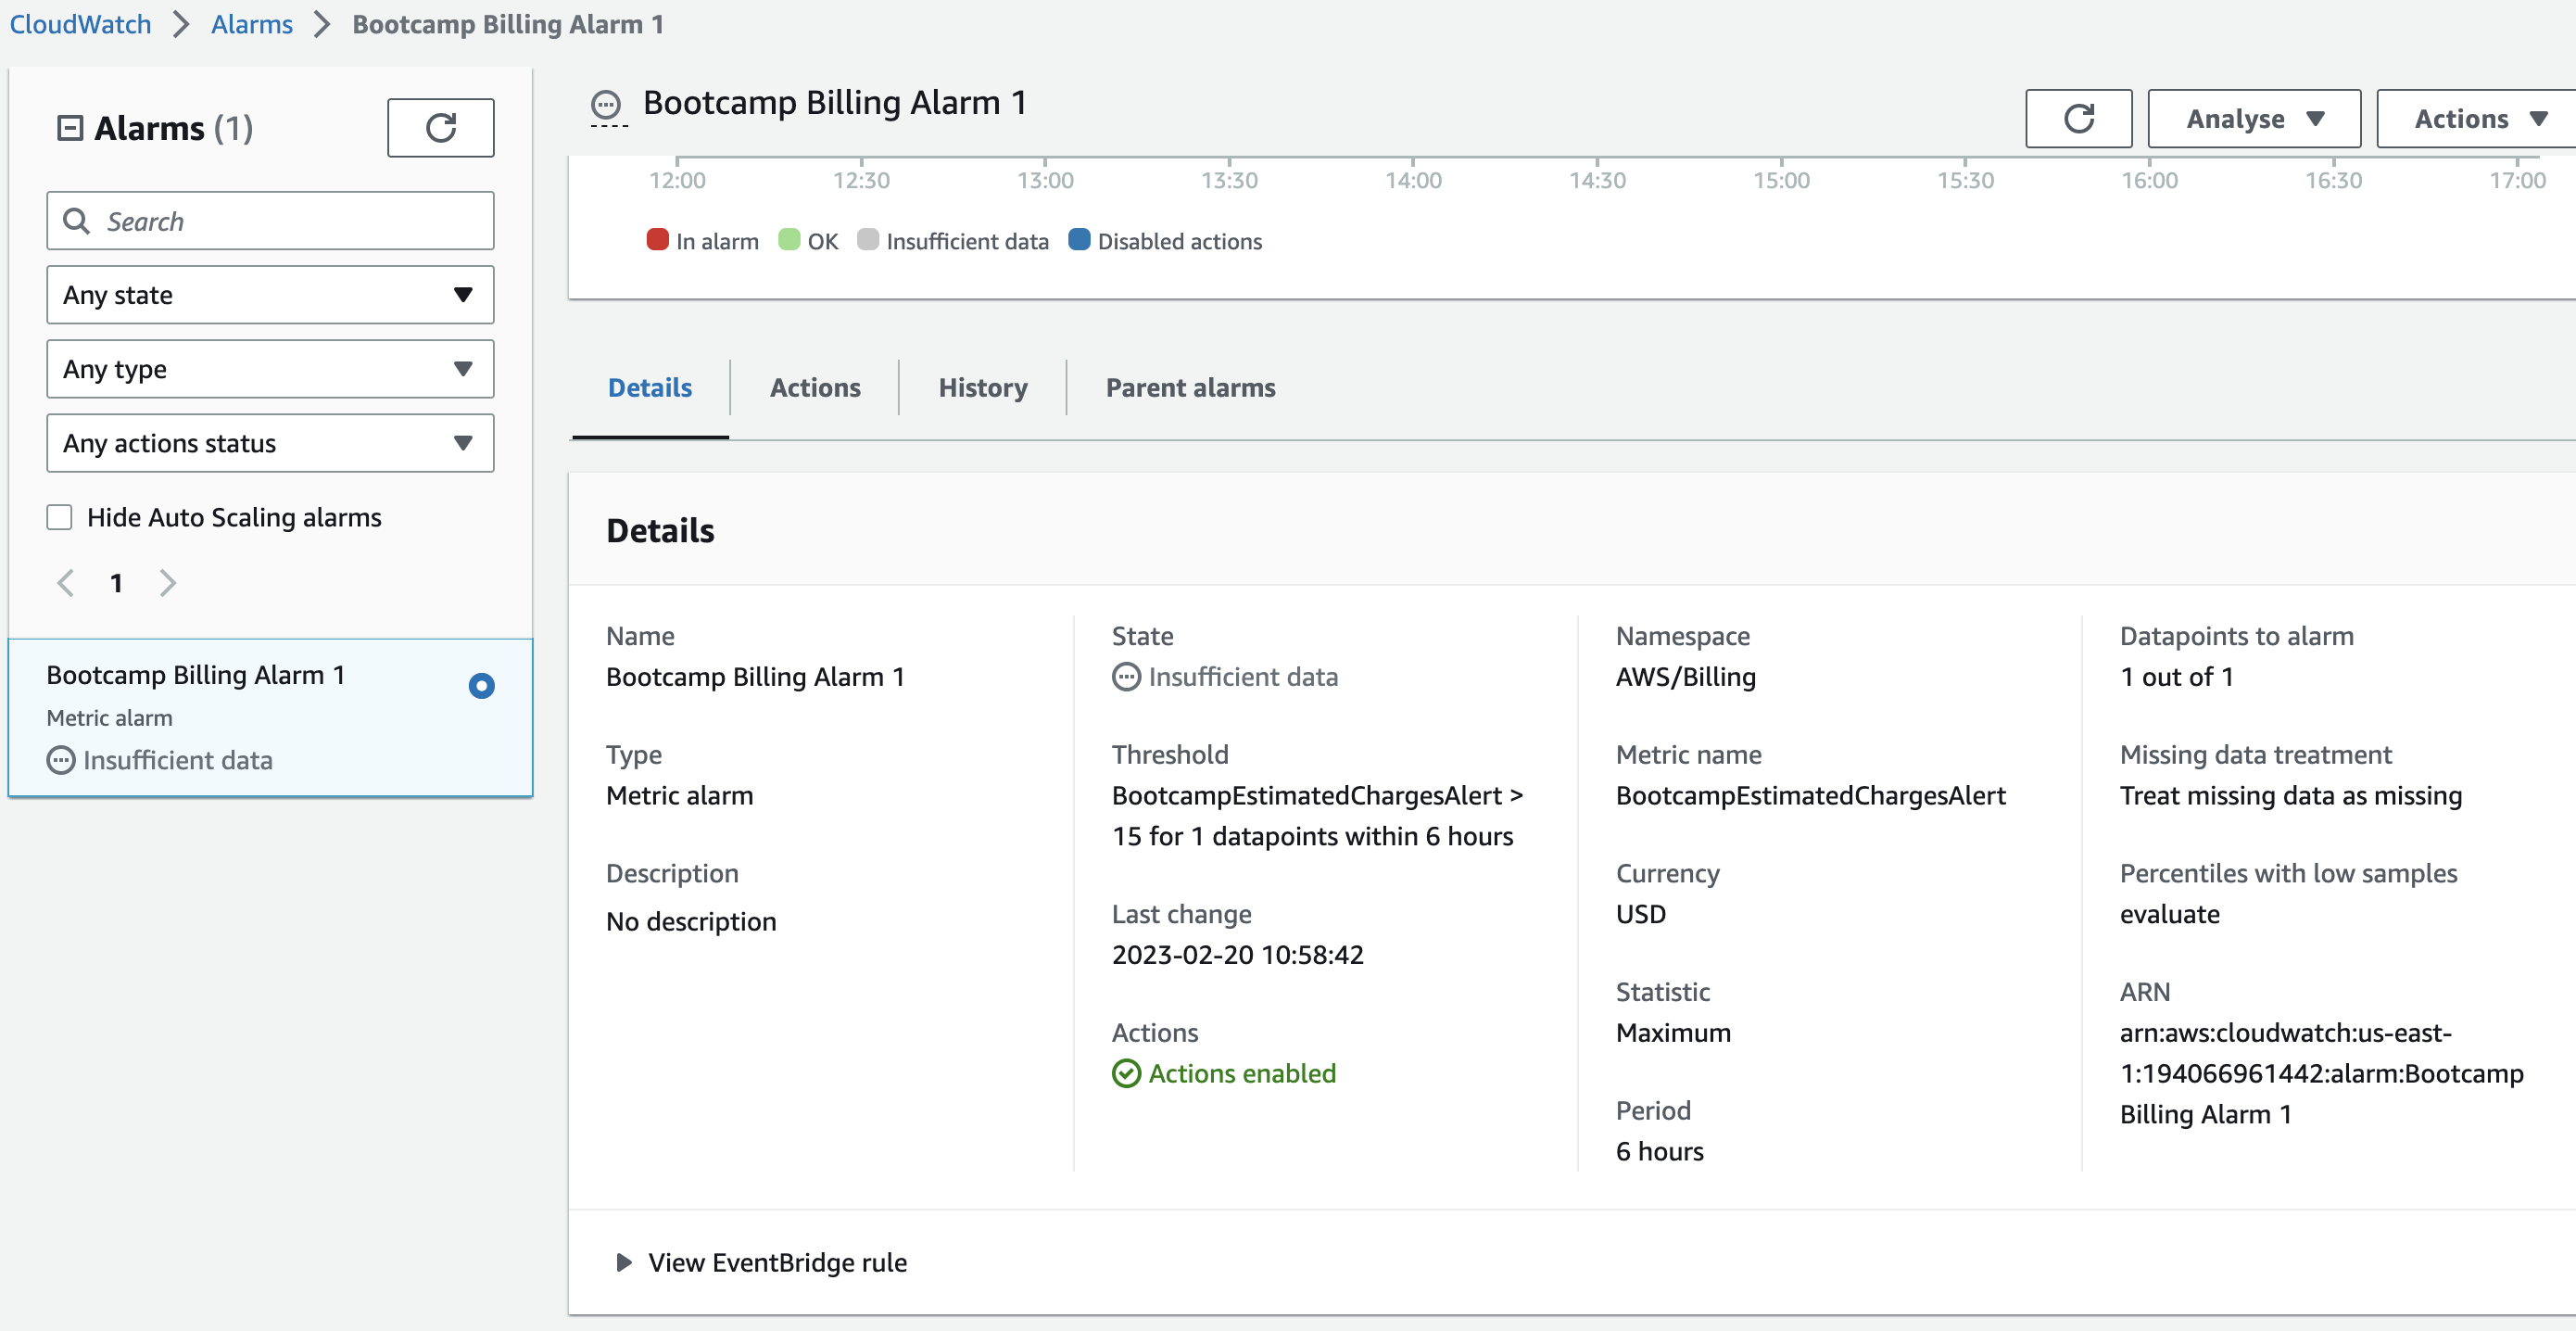 CloudWatch > Alarms > Bootcamp Billing Alarm 1
Alarms (1)
Search
Any state
Any type
Any actions status
Hide Auto Scaling alarms
1
Bootcamp Billing Alarm 1
Metric alarm
Insufficient data
Bootcamp Billing Alarm 1
Analyse
Actions
12:00 12:30 13:00 13:30 14:00 14:30 15:00 15:30 16:00 16:30 17:00
In alarm OK Insufficient data Disabled actions
Details
Actions
History
Parent alarms
Details
Name
Bootcamp Billing Alarm 1
Type
Metric alarm
Description
No description
State
Insufficient data
Threshold
BootcampEstimatedChargesAlert >
15 for 1 datapoints within 6 hours
Last change
2023-02-20 10:58:42
Actions
Actions enabled
Namespace
AWS/Billing
Metric name
BootcampEstimatedChargesAlert
Currency
USD
Statistic
Maximum
Period
6 hours
Datapoints to alarm
1 out of 1
Missing data treatment
Treat missing data as missing
Percentiles with low samples
evaluate
ARN
arn:aws:cloudwatch:us-east-
1:194066961442:alarm:Bootcamp
Billing Alarm 1
View EventBridge rule